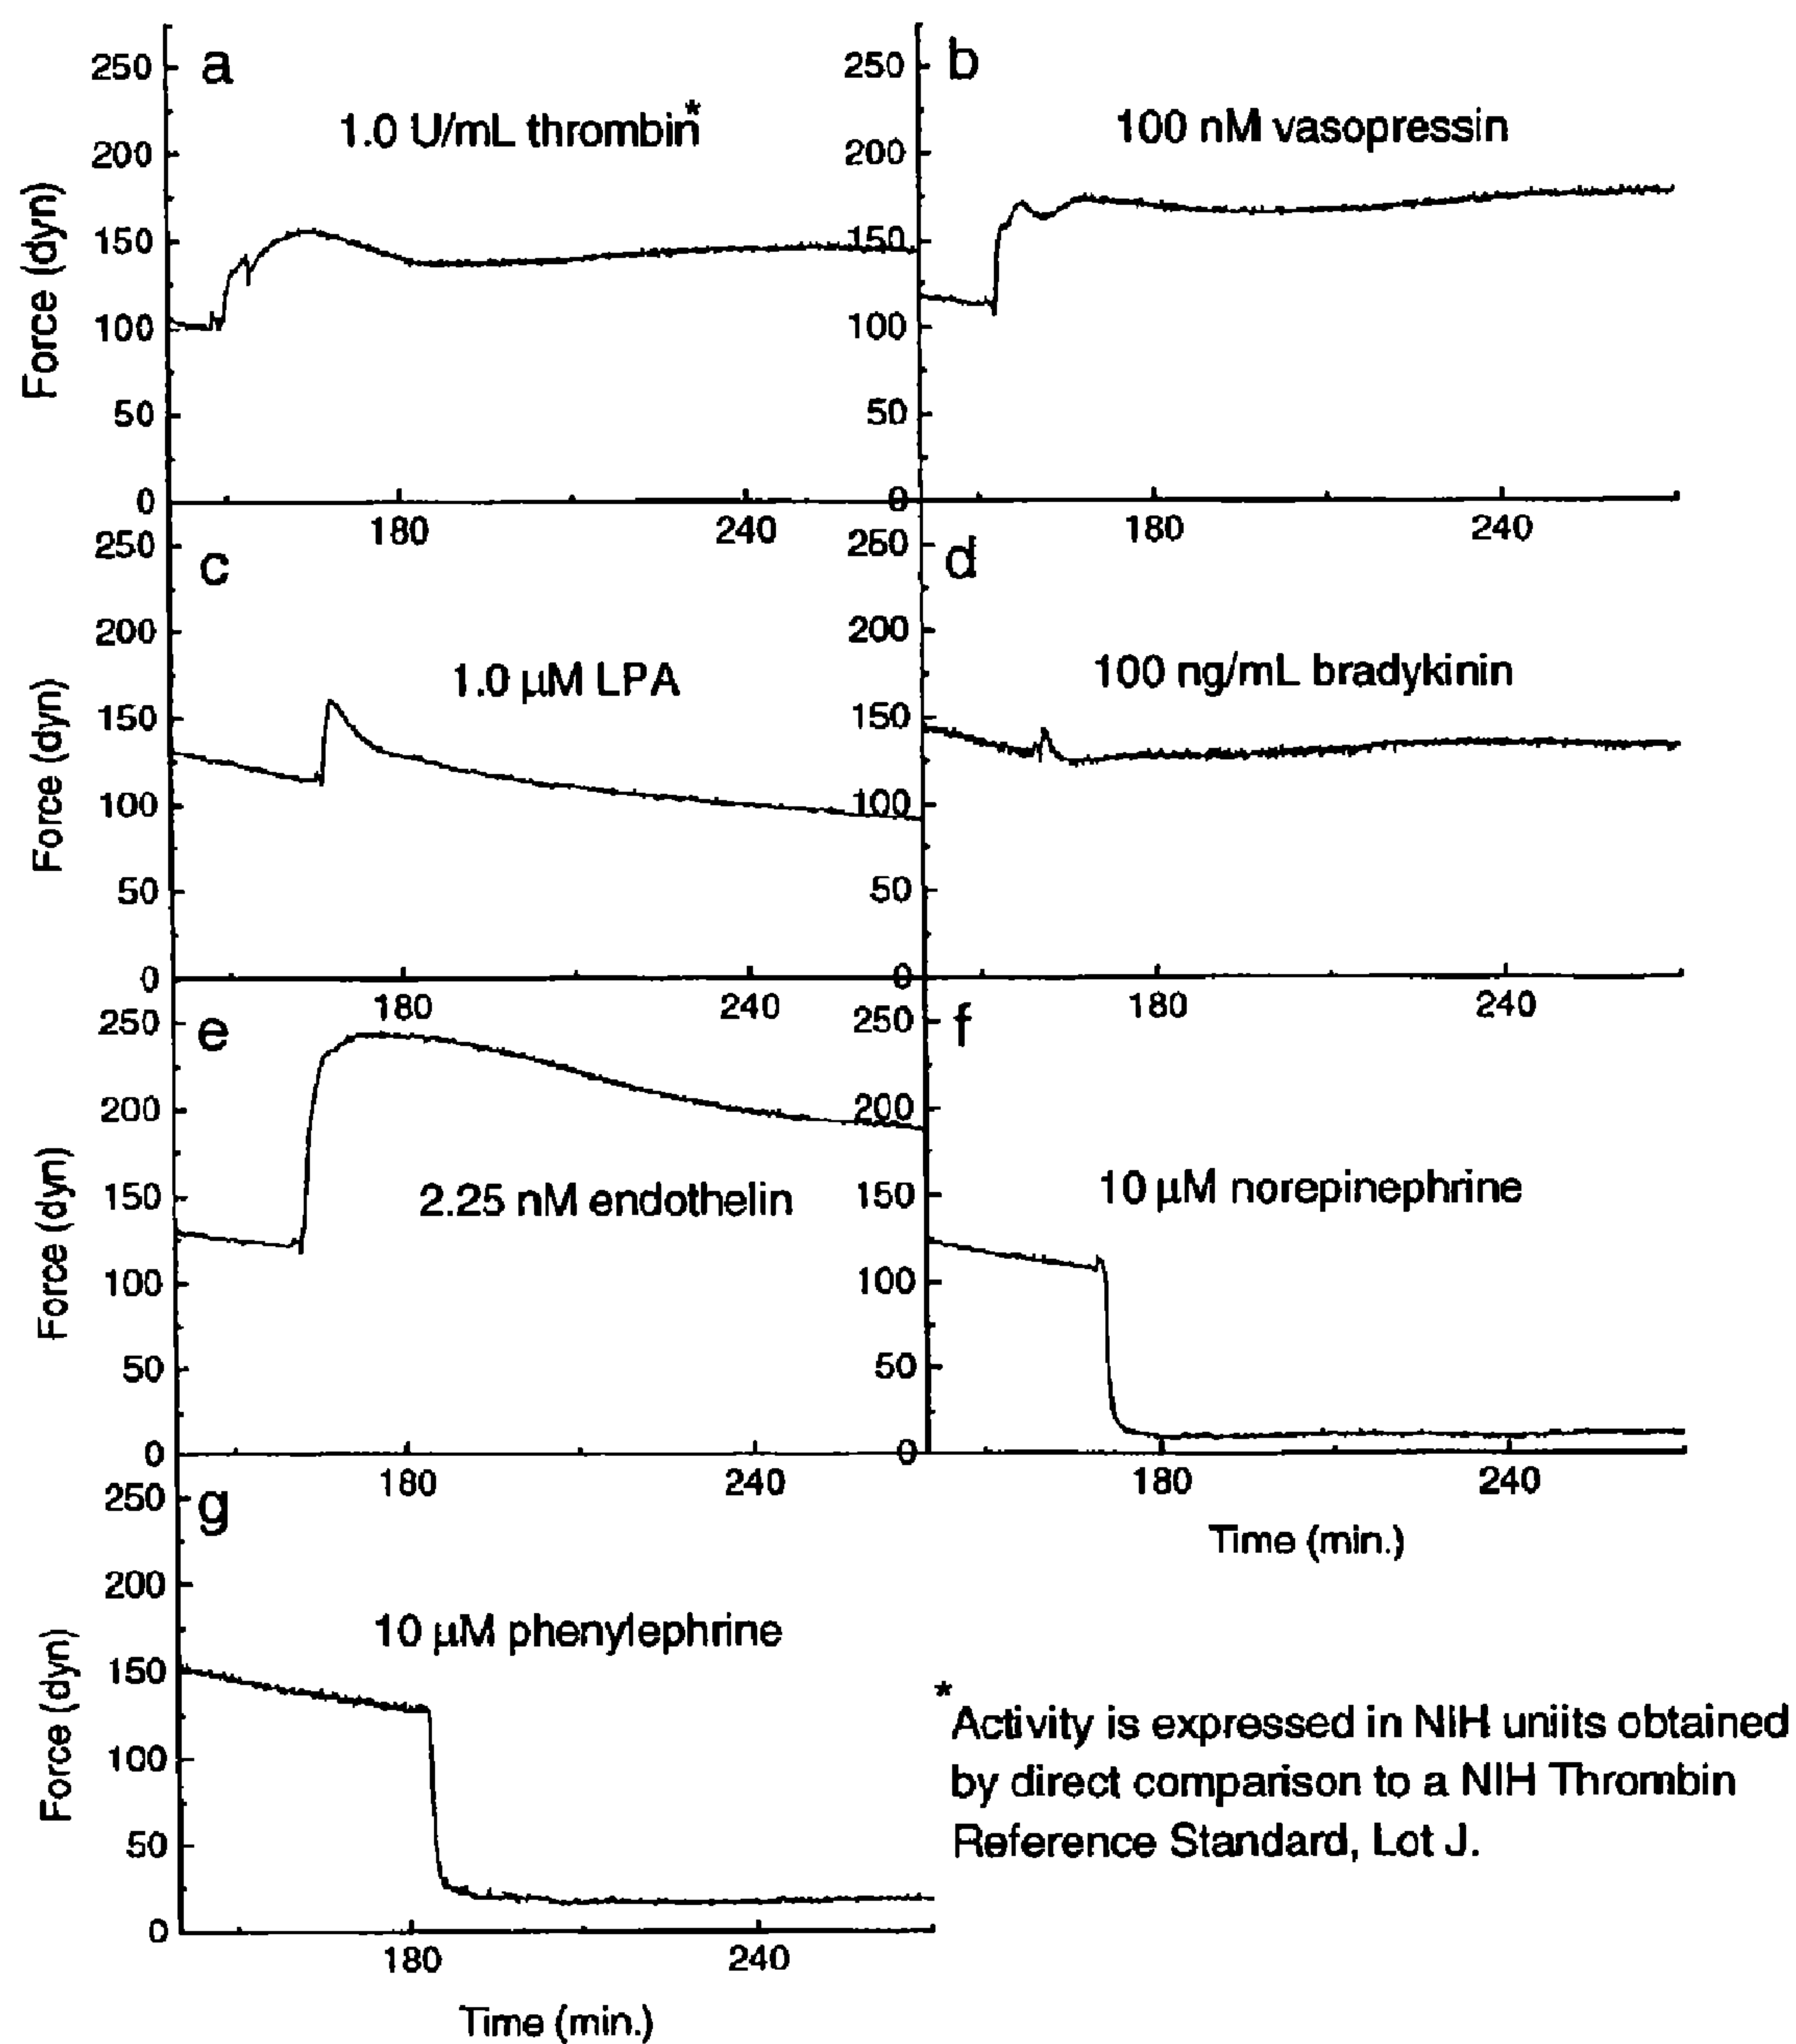 a
250
200
150
100
50
0
Force (dyn)
1.0 U/mL thrombin*
180
240
b
250
200
150
100
50
0
100 nM vasopressin
180
240
c
250
200
150
100
50
0
Force (dyn)
1.0 µM LPA
180
240
d
250
200
150
100
50
0
100 ng/mL bradykinin
180
240
e
250
200
150
100
50
0
Force (dyn)
2.25 nM endothelin
180
240
f
250
200
150
100
50
0
10 µM norepinephrine
180
240
Time (min.)
g
250
200
150
100
50
0
Force (dyn)
10 µM phenylephrine
180
240
Time (min.)
*Activity is expressed in NIH uniits obtained
by direct comparison to a NIH Thrombin
Reference Standard, Lot J.